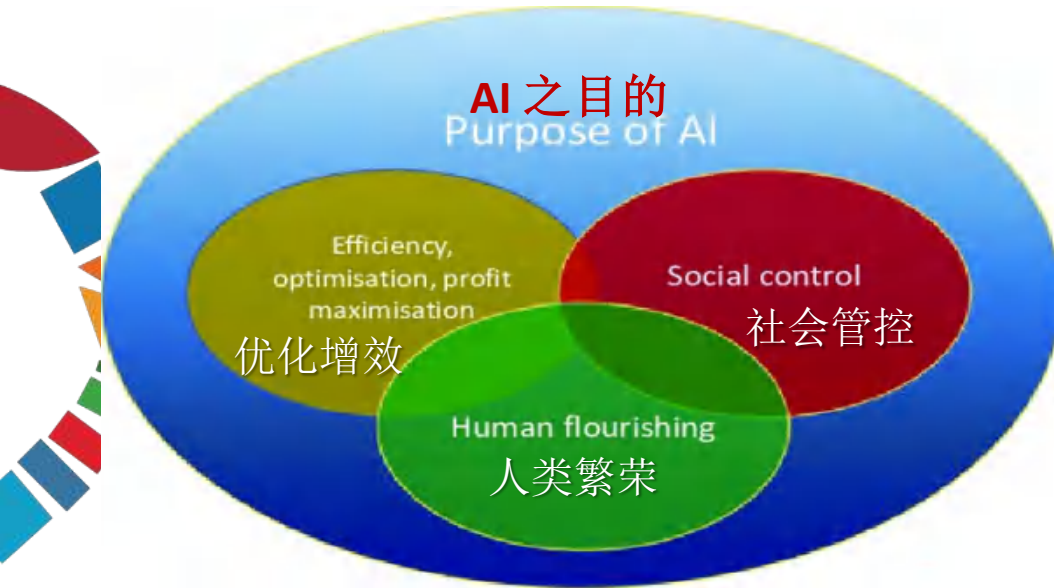 AI 之目的
Purpose of AI
Efficiency,
optimisation, profit
maximisation
优化增效
Social control
社会管控
Human flourishing
人类繁荣